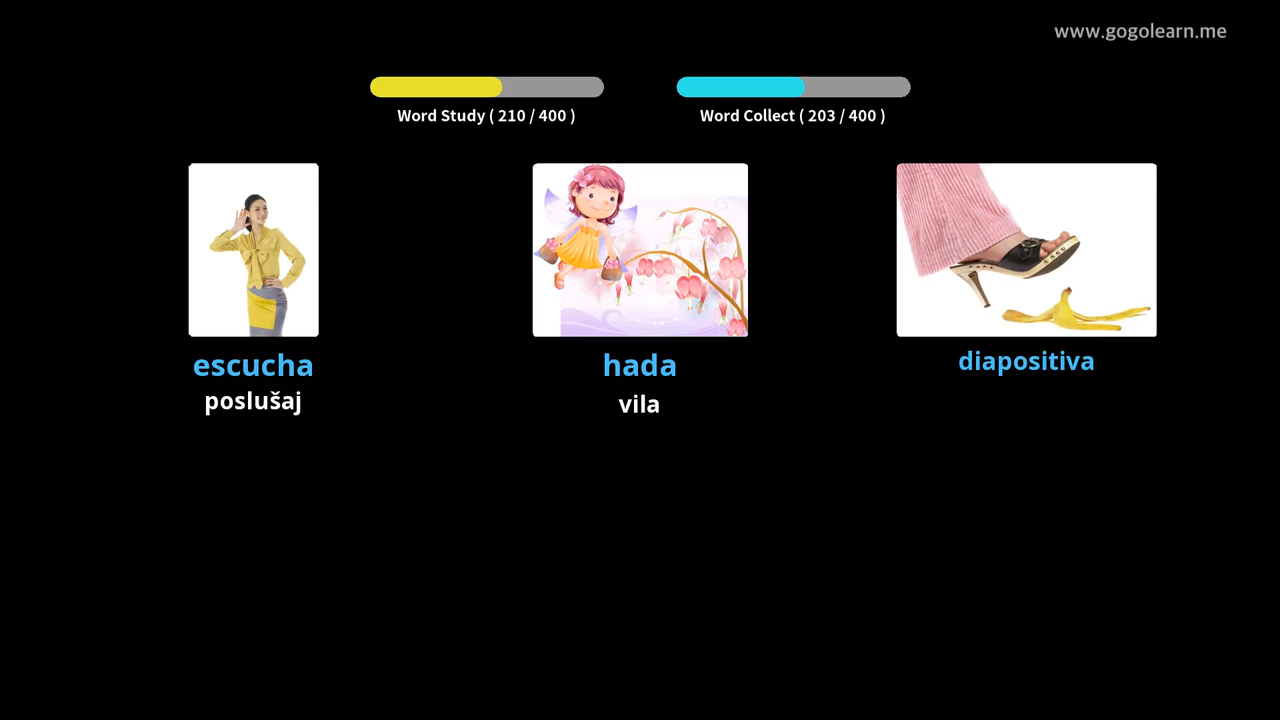 www.gogolearn.me
Word Study ( 210 / 400 )
Word Collect ( 203 / 400 )
escucha
poslušaj
hada
vila
diapositiva